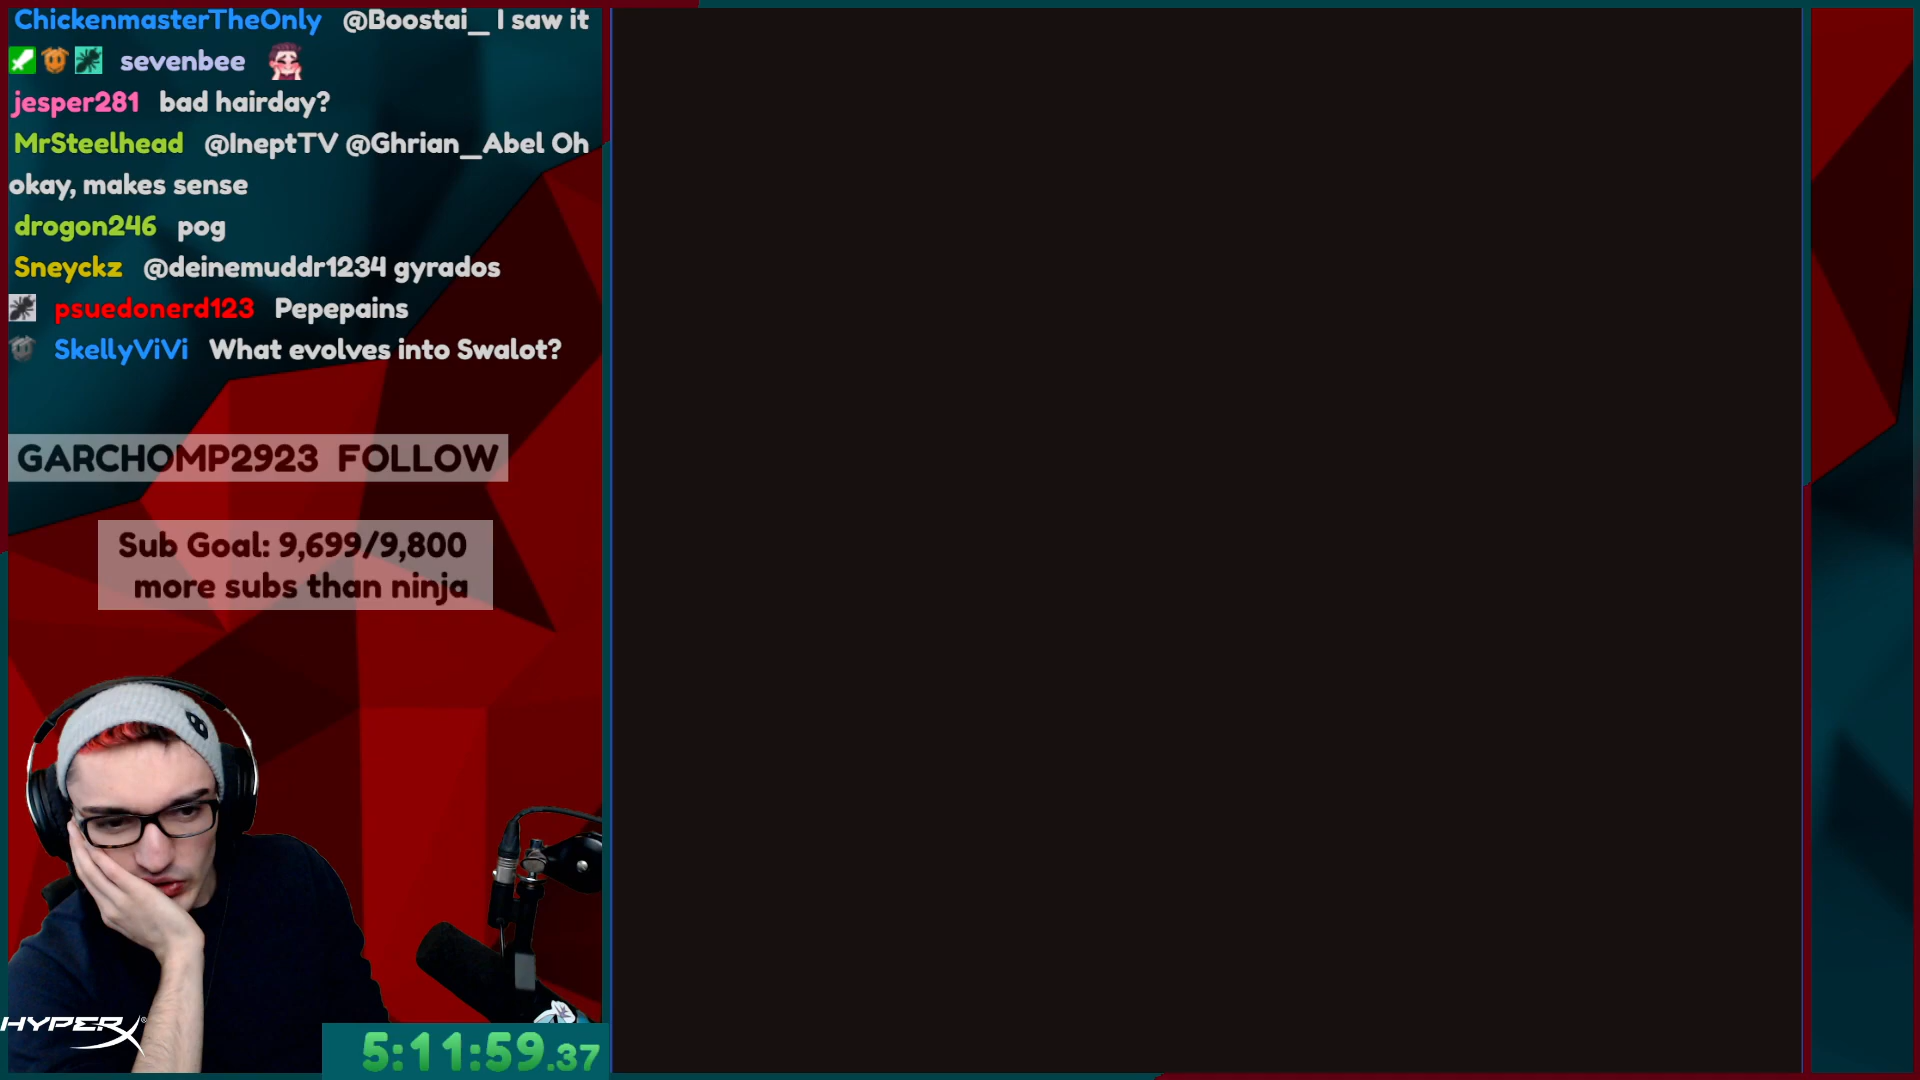 ChickenmasterTheOnly @Boostai__ I saw it
sevenbee
jesper281 bad hairday?
MrSteelhead @IneptTV @Ghrian_Abel Oh
okay, makes sense
drogon246 pog
Sneyckz @deinemuddr1234 gyrados
psuedonerd123 Pepepains
SkellyViVi What evolves into Swalot?
GARCHOMP2923 FOLLOW
Sub Goal: 9,699/9,800
more subs than ninja
HYPERX®
5:11:59.37